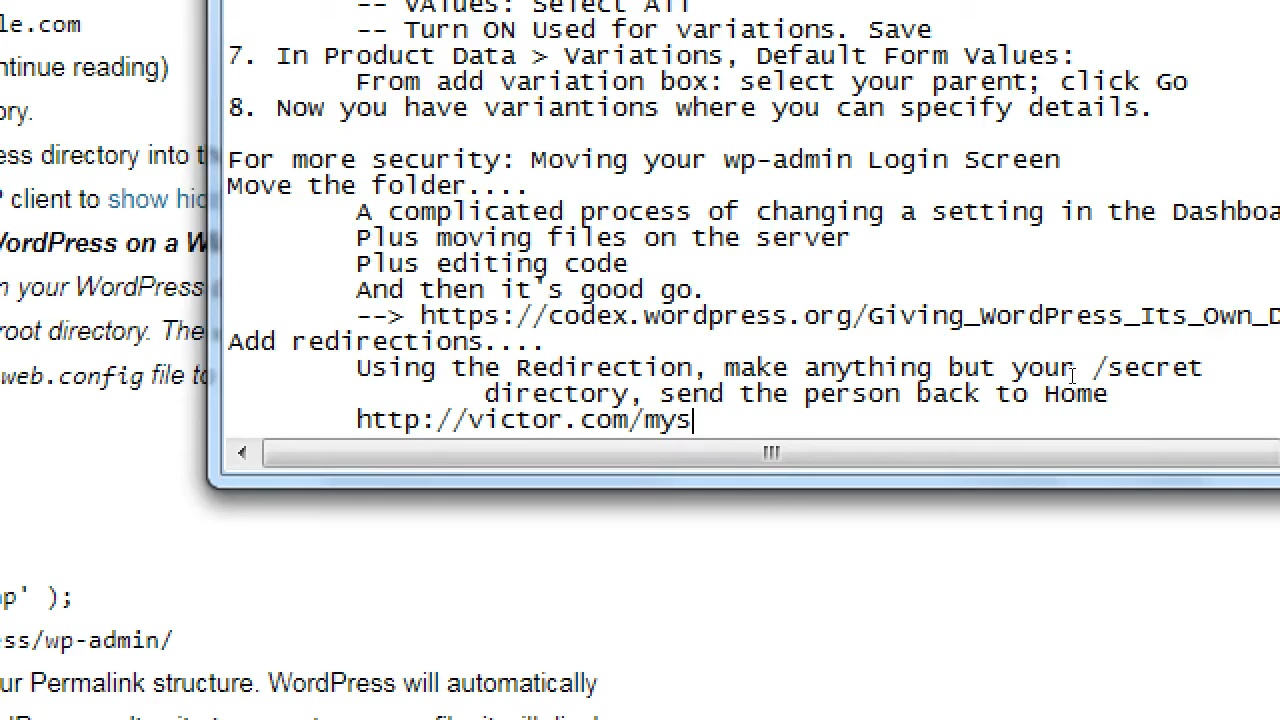 le.com
ntinue reading)
ory.
ess directory into t
client to show hid
WordPress on a W
n your WordPress
root directory. The
web.config file to
-- VAlues: Select All
-- Turn ON Used for variations. Save
7. In Product Data > Variations, Default Form Values:
From add variation box: select your parent; click Go
8. Now you have variantions where you can specify details.
For more security: Moving your wp-admin Login Screen
Move the folder....
A complicated process of changing a setting in the Dashboa
Plus moving files on the server
Plus editing code
And then it's good go.
--> https://codex.wordpress.org/Giving_WordPress_Its_Own_D
Add redirections....
Using the Redirection, make anything but your /secret
directory, send the person back to Home
http://victor.com/mys
p' );
ess/wp-admin/
ur Permalink structure. WordPress will automatically